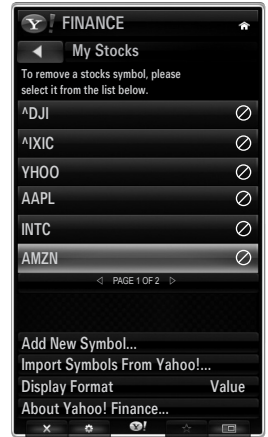 Y! FINANCE
My Stocks
To remove a stocks symbol, please
select it from the list below.
^DJI
^IXIC
YHOO
AAPL
INTC
AMZN
PAGE 1 OF 2
Add New Symbol...
Import Symbols From Yahoo!...
Display Format Value
About Yahoo! Finance...
Y!